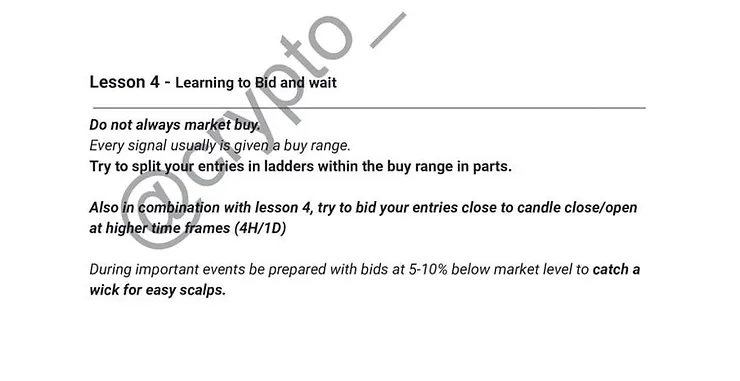 @crypto_
Lesson 4 - Learning to Bid and wait
Do not always market buy.
Every signal usually is given a buy range.
Try to split your entries in ladders within the buy range in parts.
Also in combination with lesson 4, try to bid your entries close to candle close/open
at higher time frames (4H/1D)
During important events be prepared with bids at 5-10% below market level to catch a
wick for easy scalps.